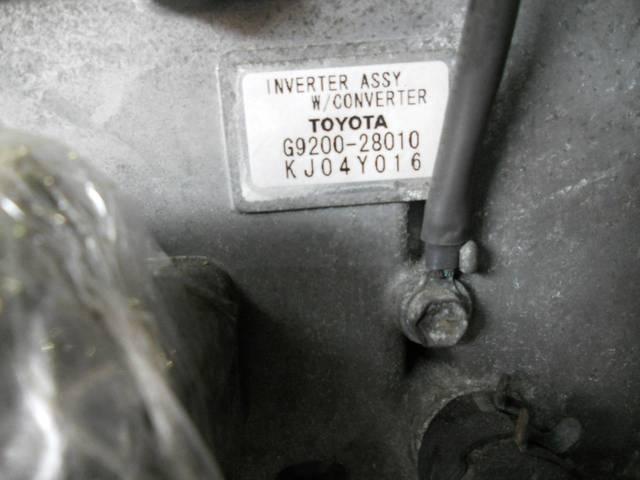 INVERTER ASSY
W/CONVERTER
TOYOTA
G9200-28010
KJ04Y016